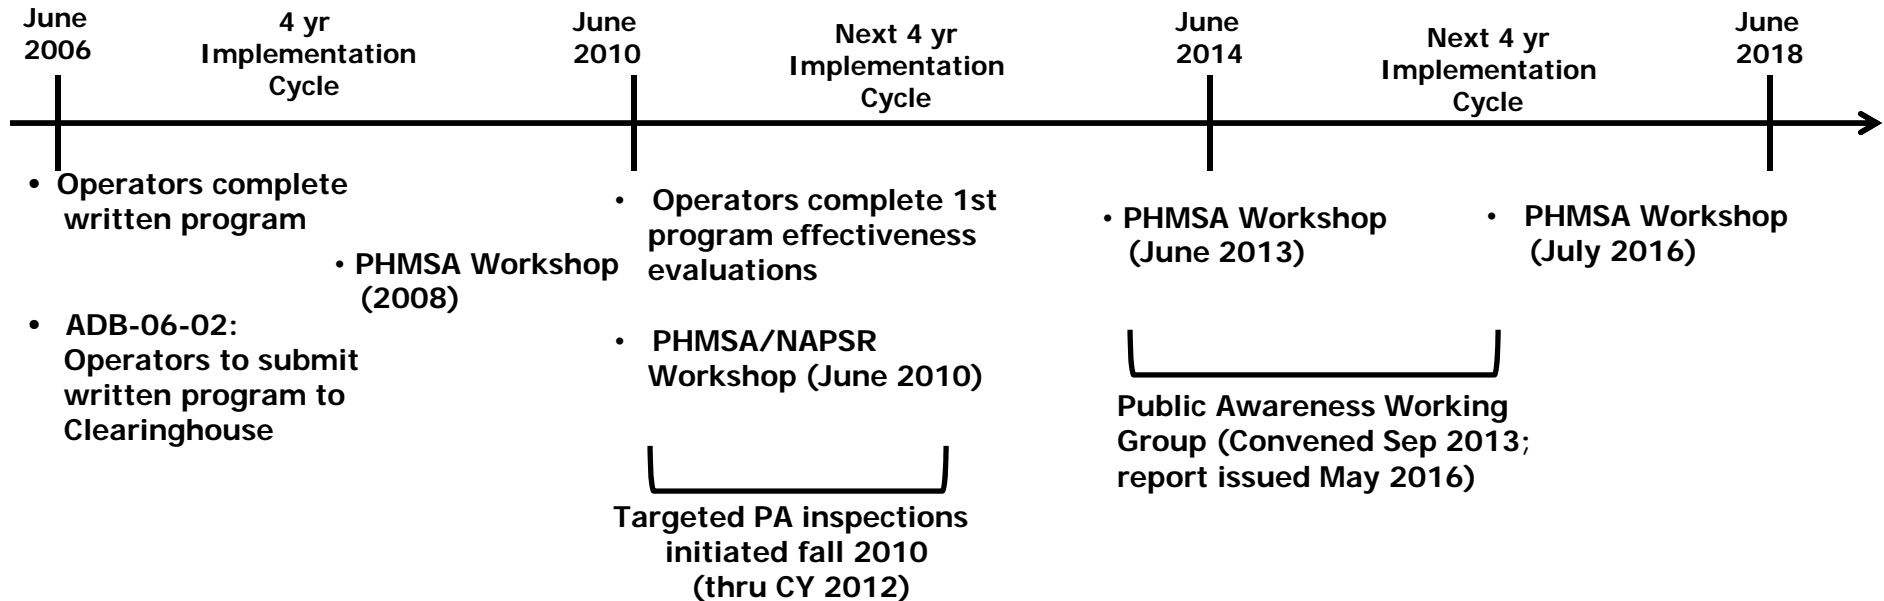 June
2006
4 yr
Implementation
Cycle
June
2010
Next 4 yr
Implementation
Cycle
June
2014
Next 4 yr
Implementation
Cycle
June
2018
• Operators complete
written program
• PHMSA Workshop
(2008)
• ADB-06-02:
Operators to submit
written program to
Clearinghouse
• Operators complete 1st
program effectiveness
evaluations
• PHMSA/NAPSR
Workshop (June 2010)
Targeted PA inspections
initiated fall 2010
(thru CY 2012)
• PHMSA Workshop
(June 2013)
Public Awareness Working
Group (Convened Sep 2013;
report issued May 2016)
• PHMSA Workshop
(July 2016)